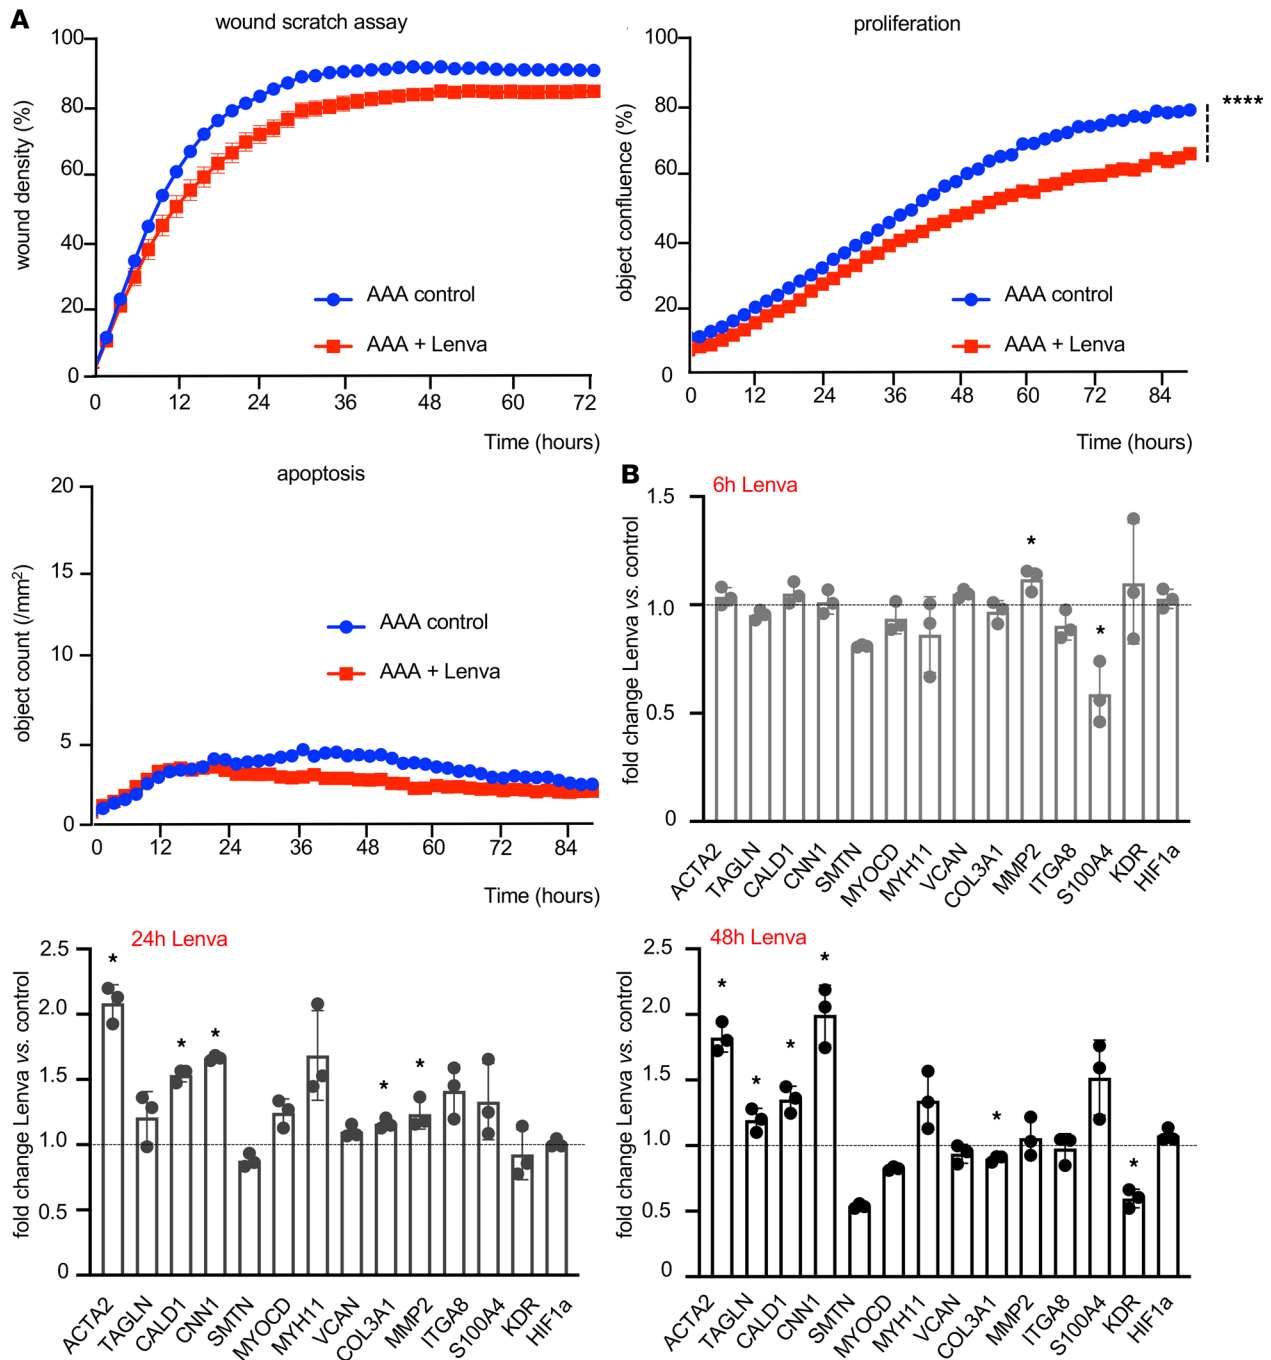 A
wound scratch assay
100
80
60
40
20
0
wound density (%)
AAA control
AAA + Lenva
0 12 24 36 48 60 72
Time (hours)
proliferation
100
80
60
40
20
0
object confluence (%)
****
AAA control
AAA + Lenva
0 12 24 36 48 60 72 84
Time (hours)
apoptosis
20
15
10
5
0
object count (/mm²)
AAA control
AAA + Lenva
0 12 24 36 48 60 72 84
Time (hours)
B
6h Lenva
1.5
1.0
0.5
0
fold change Lenva vs. control
*
*
ACTA2 TAGLN CALD1 CNN1 SMTN MYOCD MYH11 VCAN COL3A1 MMP2 ITGA8 S100A4 KDR HIF1a
24h Lenva
2.5
2.0
1.5
1.0
0.5
0
fold change Lenva vs. control
* * * * *
ACTA2 TAGLN CALD1 CNN1 SMTN MYOCD MYH11 VCAN COL3A1 MMP2 ITGA8 S100A4 KDR HIF1a
48h Lenva
2.5
2.0
1.5
1.0
0.5
0
fold change Lenva vs. control
* * * * * *
ACTA2 TAGLN CALD1 CNN1 SMTN MYOCD MYH11 VCAN COL3A1 MMP2 ITGA8 S100A4 KDR HIF1a